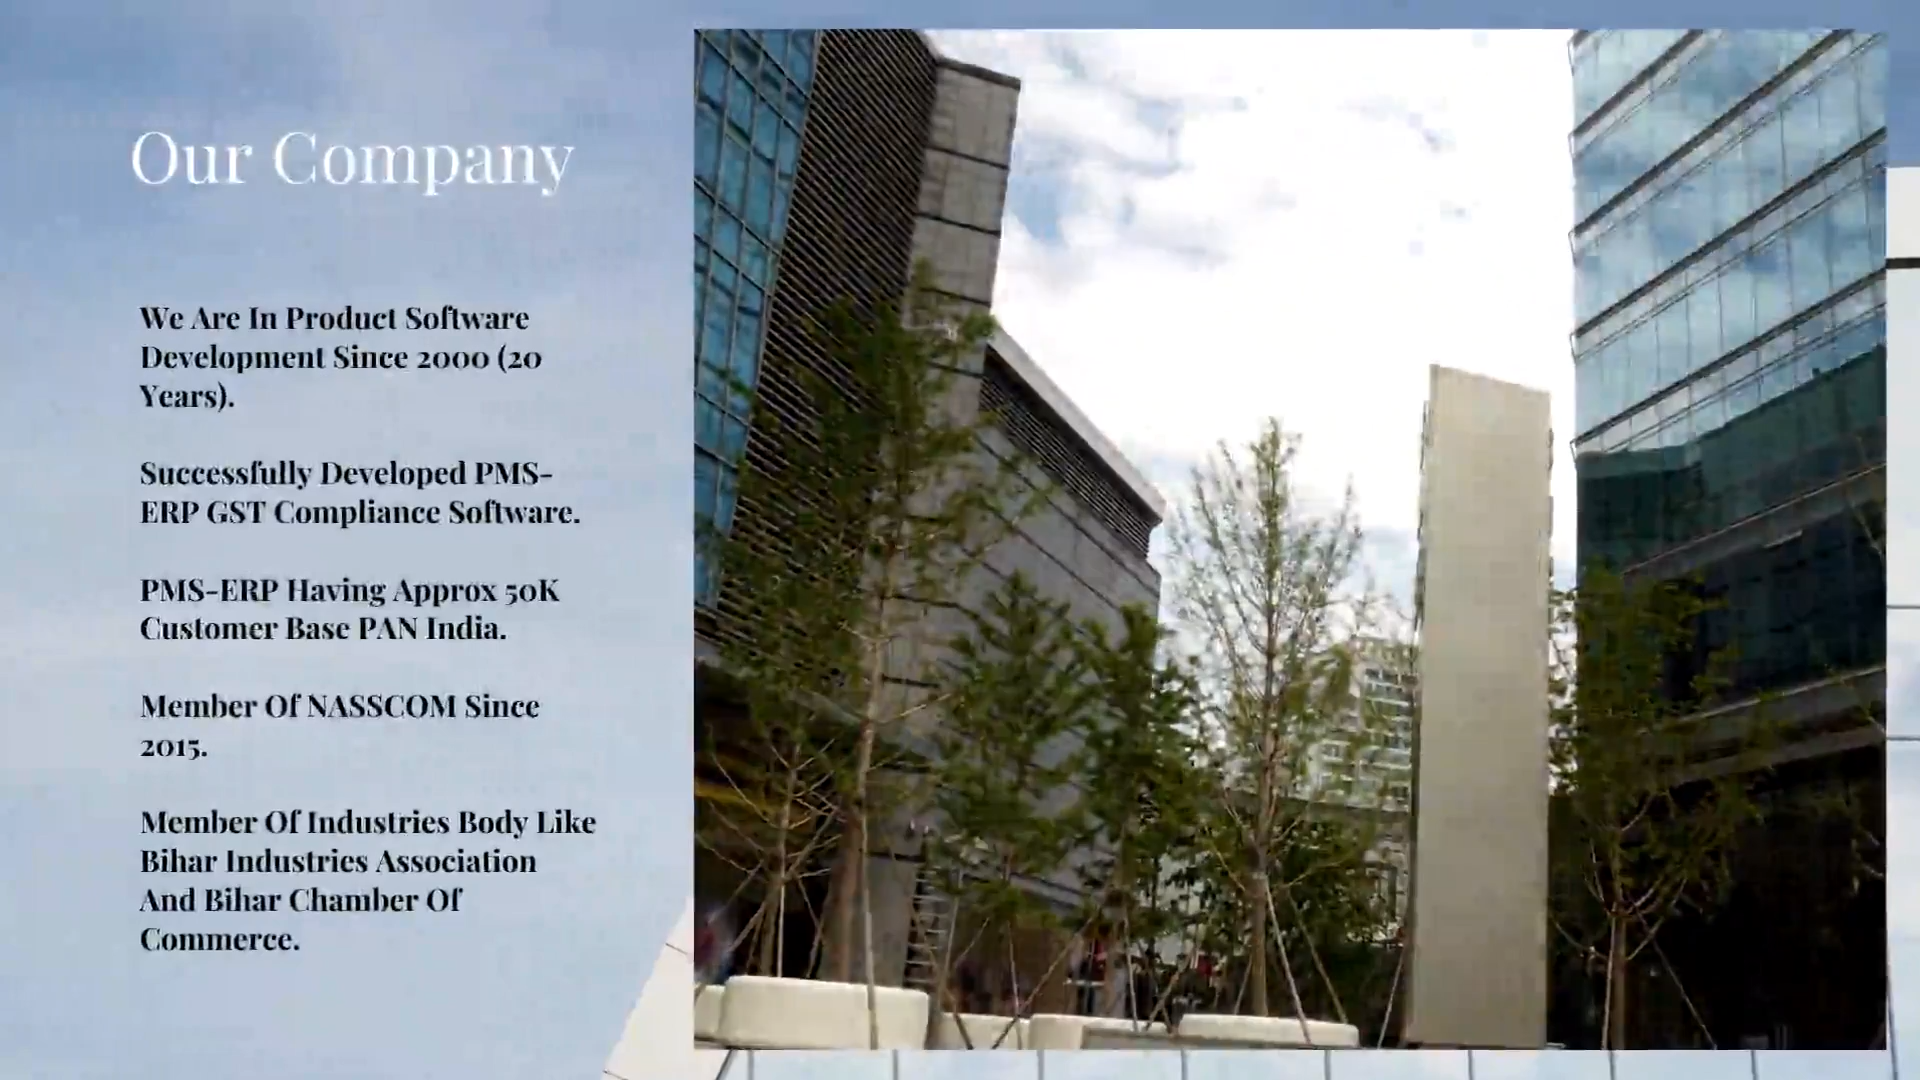 Our Company
We Are In Product Software
Development Since 2000 (20
Years).
Successfully Developed PMS-
ERP GST Compliance Software.
PMS-ERP Having Approx 50K
Customer Base PAN India.
Member Of NASSCOM Since
2015.
Member Of Industries Body Like
Bihar Industries Association
And Bihar Chamber Of
Commerce.